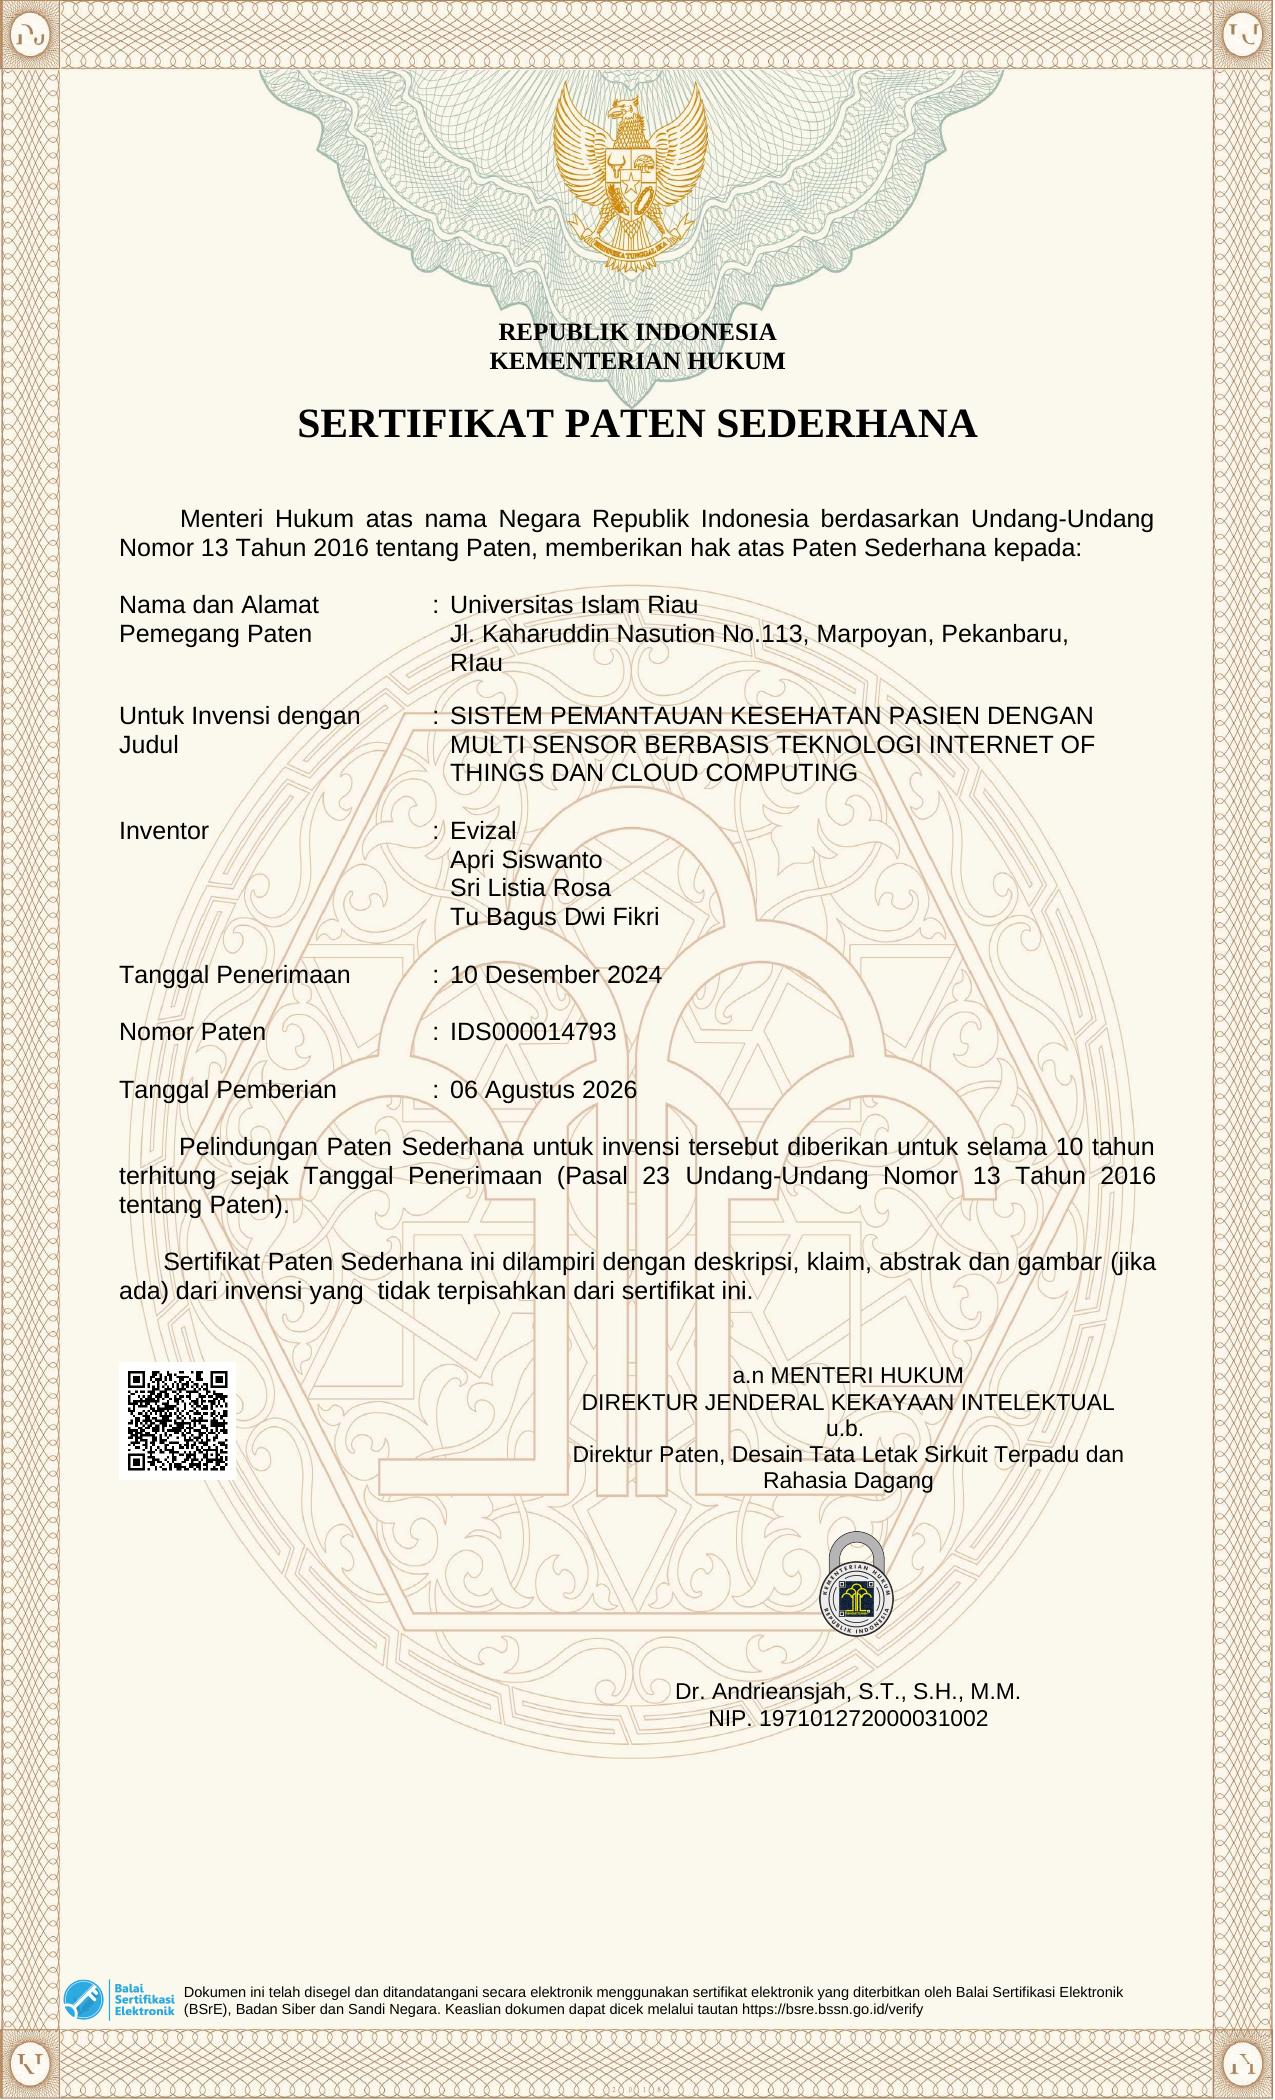 REPUBLIK INDONESIA
KEMENTERIAN HUKUM
SERTIFIKAT PATEN SEDERHANA
Menteri Hukum atas nama Negara Republik Indonesia berdasarkan Undang-Undang
Nomor 13 Tahun 2016 tentang Paten, memberikan hak atas Paten Sederhana kepada:
Nama dan Alamat : Universitas Islam Riau
Pemegang Paten Jl. Kaharuddin Nasution No.113, Marpoyan, Pekanbaru,
RIau
Untuk Invensi dengan : SISTEM PEMANTAUAN KESEHATAN PASIEN DENGAN
Judul MULTI SENSOR BERBASIS TEKNOLOGI INTERNET OF
THINGS DAN CLOUD COMPUTING
Inventor : Evizal
Apri Siswanto
Sri Listia Rosa
Tu Bagus Dwi Fikri
Tanggal Penerimaan : 10 Desember 2024
Nomor Paten : IDS000014793
Tanggal Pemberian : 06 Agustus 2026
Pelindungan Paten Sederhana untuk invensi tersebut diberikan untuk selama 10 tahun
terhitung sejak Tanggal Penerimaan (Pasal 23 Undang-Undang Nomor 13 Tahun 2016
tentang Paten).
Sertifikat Paten Sederhana ini dilampiri dengan deskripsi, klaim, abstrak dan gambar (jika
ada) dari invensi yang tidak terpisahkan dari sertifikat ini.
a.n MENTERI HUKUM
DIREKTUR JENDERAL KEKAYAAN INTELEKTUAL
u.b.
Direktur Paten, Desain Tata Letak Sirkuit Terpadu dan
Rahasia Dagang
KEMENTERIAN HUKUM
REPUBLIK INDONESIA
Dr. Andrieansjah, S.T., S.H., M.M.
NIP. 197101272000031002
Balai
Sertifikasi
Elektronik
Dokumen ini telah disegel dan ditandatangani secara elektronik menggunakan sertifikat elektronik yang diterbitkan oleh Balai Sertifikasi Elektronik
(BSrE), Badan Siber dan Sandi Negara. Keaslian dokumen dapat dicek melalui tautan https://bsre.bssn.go.id/verify